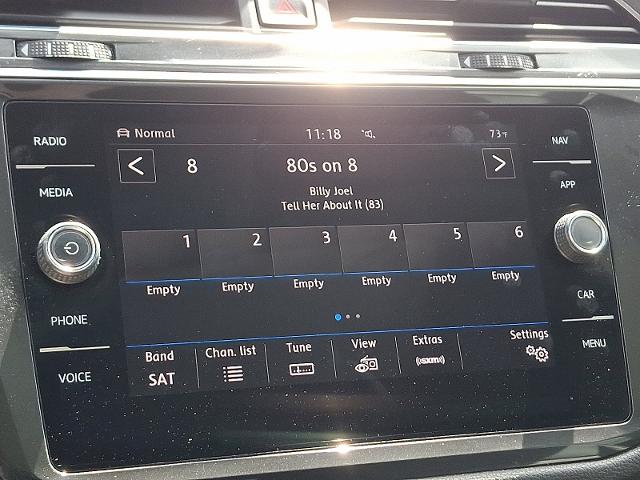 RADIO
MEDIA
PHONE
VOICE
Normal
11:18
73°F
8
80s on 8
Billy Joel
Tell Her About It (83)
1 2 3 4 5 6
Empty Empty Empty Empty Empty Empty
Band Chan. list Tune View Extras Settings
SAT
((sxm))
NAV
APP
CAR
MENU